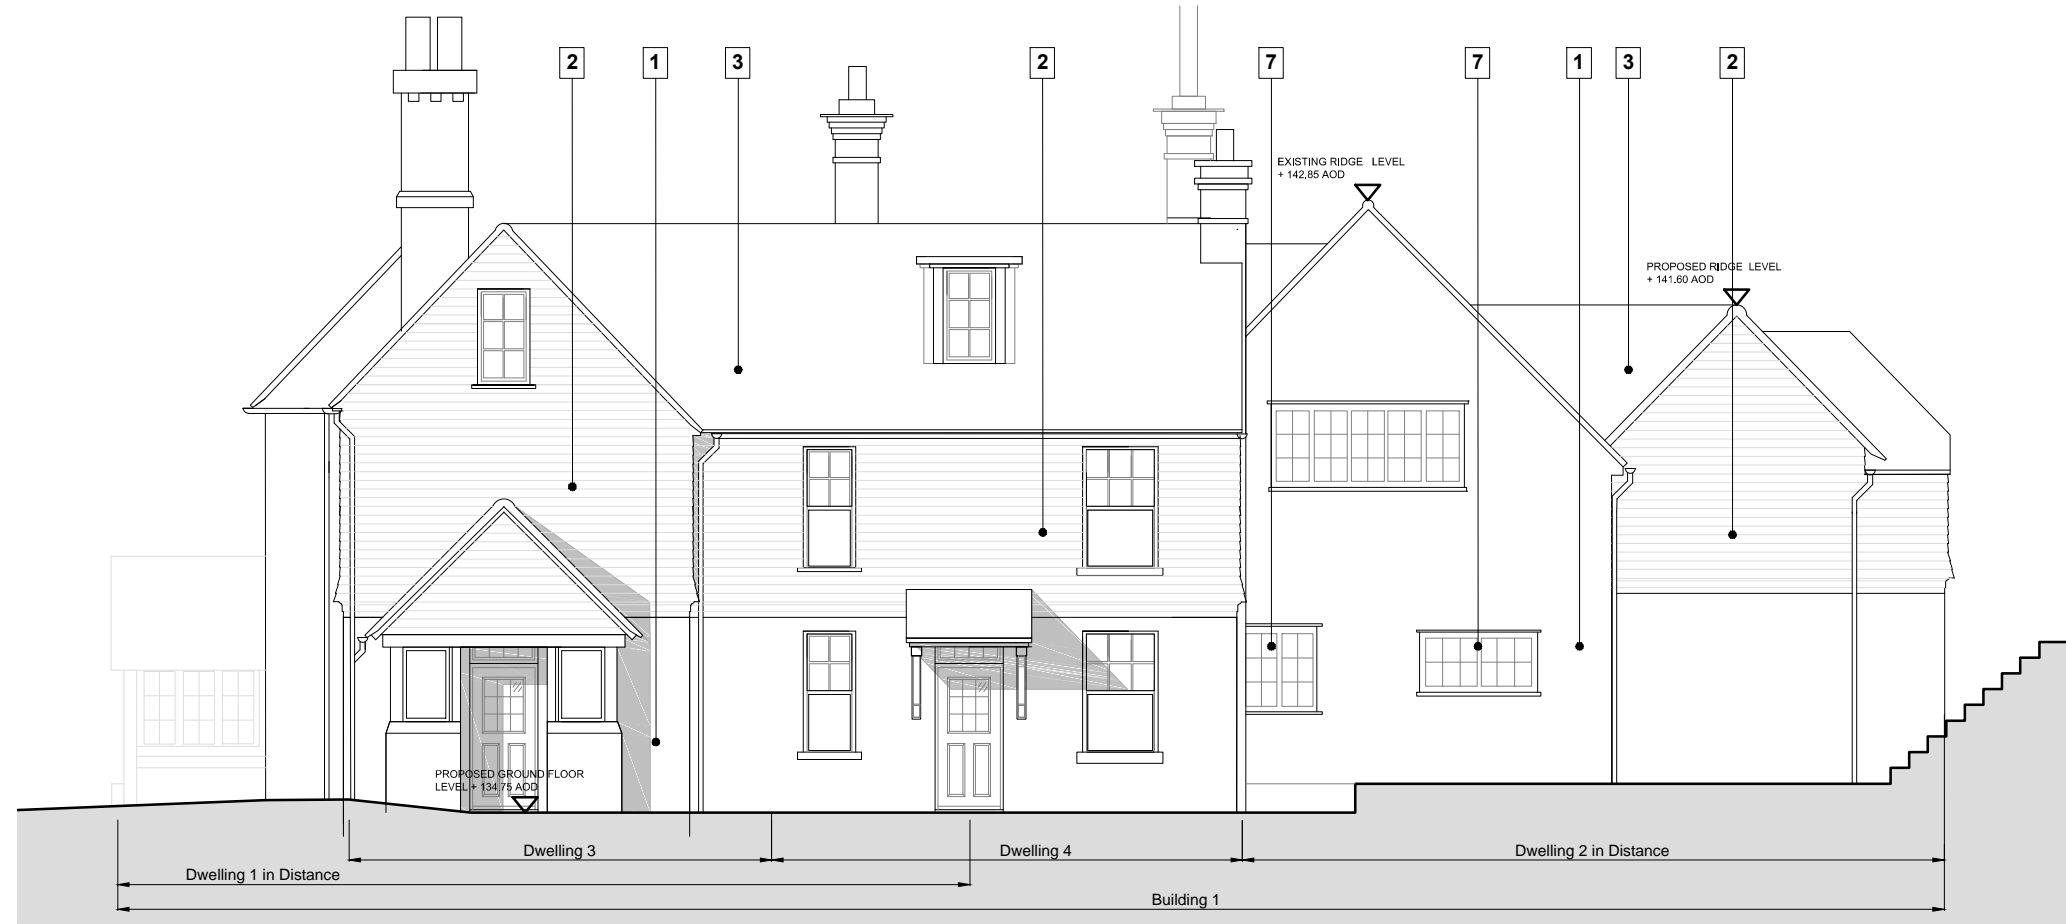 2
1
3
2
7
7
1
3
2
EXISTING RIDGE LEVEL
+ 142.85 AOD
PROPOSED RIDGE LEVEL
+ 141.60 AOD
PROPOSED GROUND FLOOR
LEVEL + 134.75 AOD
Dwelling 3
Dwelling 4
Dwelling 2 in Distance
Dwelling 1 in Distance
Building 1